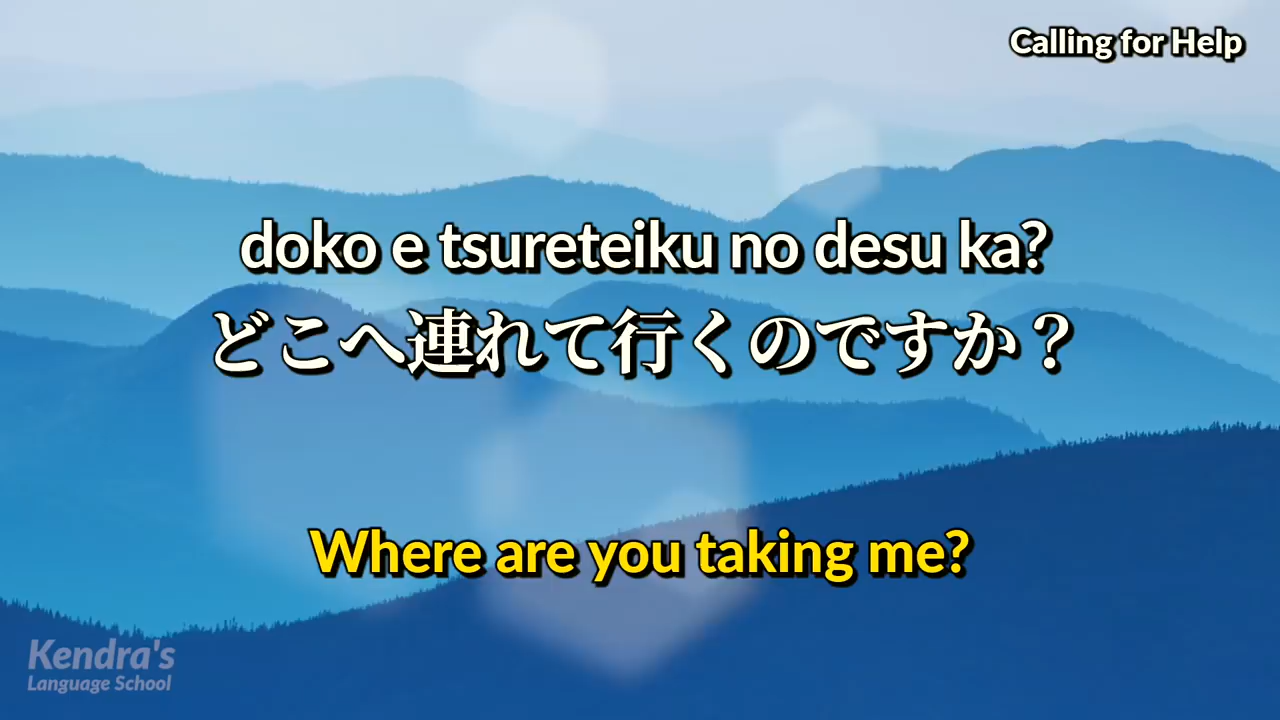 Calling for Help
doko e tsureteiku no desu ka?
どこへ連れて行くのですか？
Where are you taking me?
Kendra's
Language School